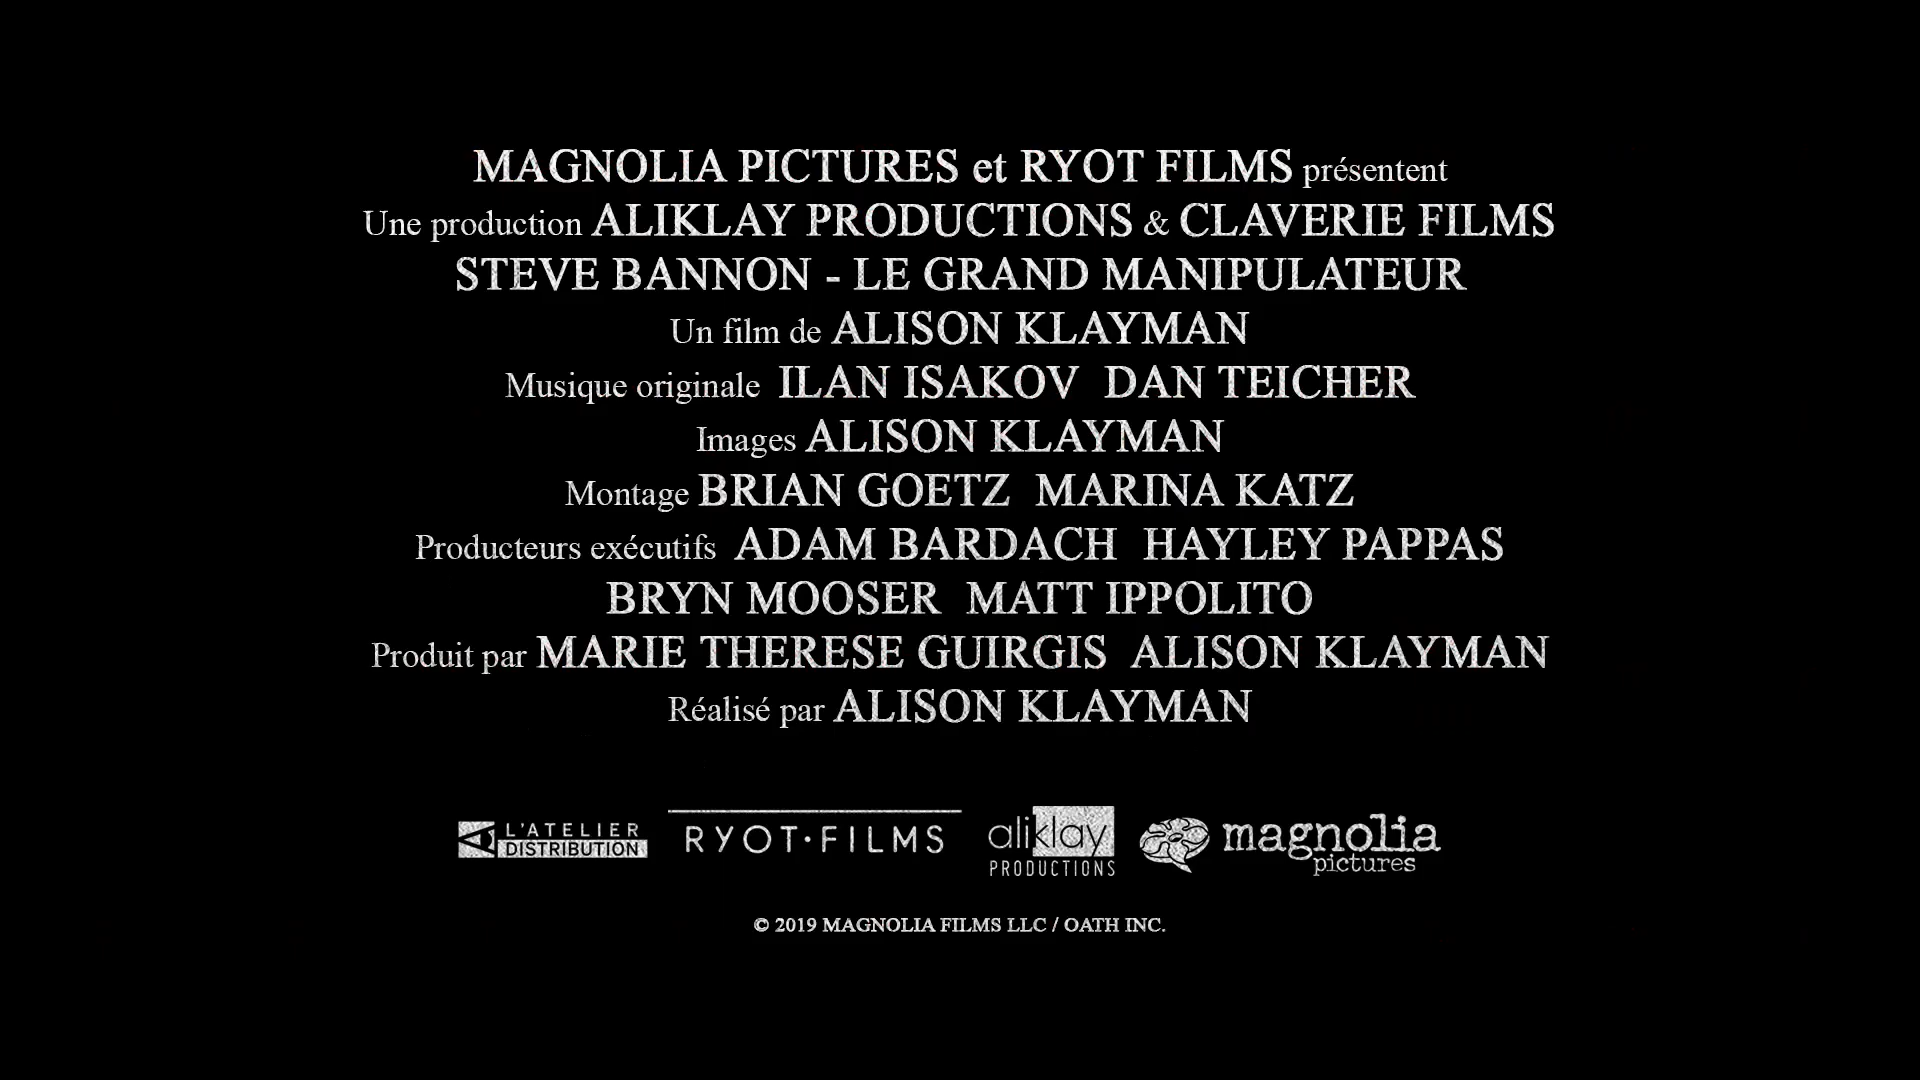 MAGNOLIA PICTURES et RYOT FILMS présentent
Une production ALIKLAY PRODUCTIONS & CLAVERIE FILMS
STEVE BANNON - LE GRAND MANIPULATEUR
Un film de ALISON KLAYMAN
Musique originale ILAN ISAKOV DAN TEICHER
Images ALISON KLAYMAN
Montage BRIAN GOETZ MARINA KATZ
Producteurs exécutifs ADAM BARDACH HAYLEY PAPPAS
BRYN MOOSER MATT IPPOLITO
Produit par MARIE THERESE GUIRGIS ALISON KLAYMAN
Réalisé par ALISON KLAYMAN
L'ATELIER
DISTRIBUTION
RYOT·FILMS
aliklay
PRODUCTIONS
magnolia
pictures
© 2019 MAGNOLIA FILMS LLC / OATH INC.